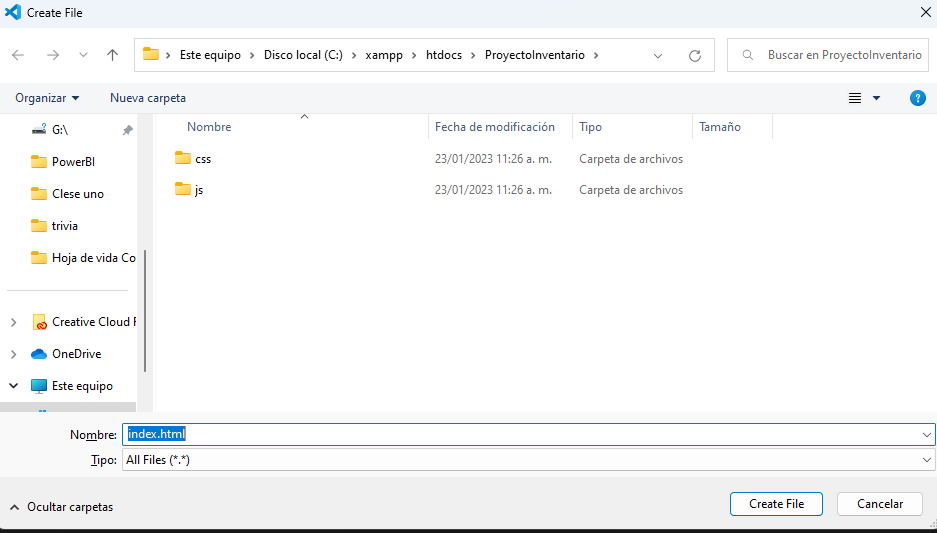 Create File
Este equipo > Disco local (C:) > xampp > htdocs > ProyectoInventario >
Buscar en ProyectoInventario
Organizar
Nueva carpeta
?
G:\
PowerBI
Clese uno
trivia
Hoja de vida Co
Creative Cloud F
OneDrive
Este equipo
Nombre Fecha de modificación Tipo Tamaño
css 23/01/2023 11:26 a. m. Carpeta de archivos
js 23/01/2023 11:26 a. m. Carpeta de archivos
Nombre: index.html
Tipo: All Files (*.*)
Ocultar carpetas
Create File
Cancelar